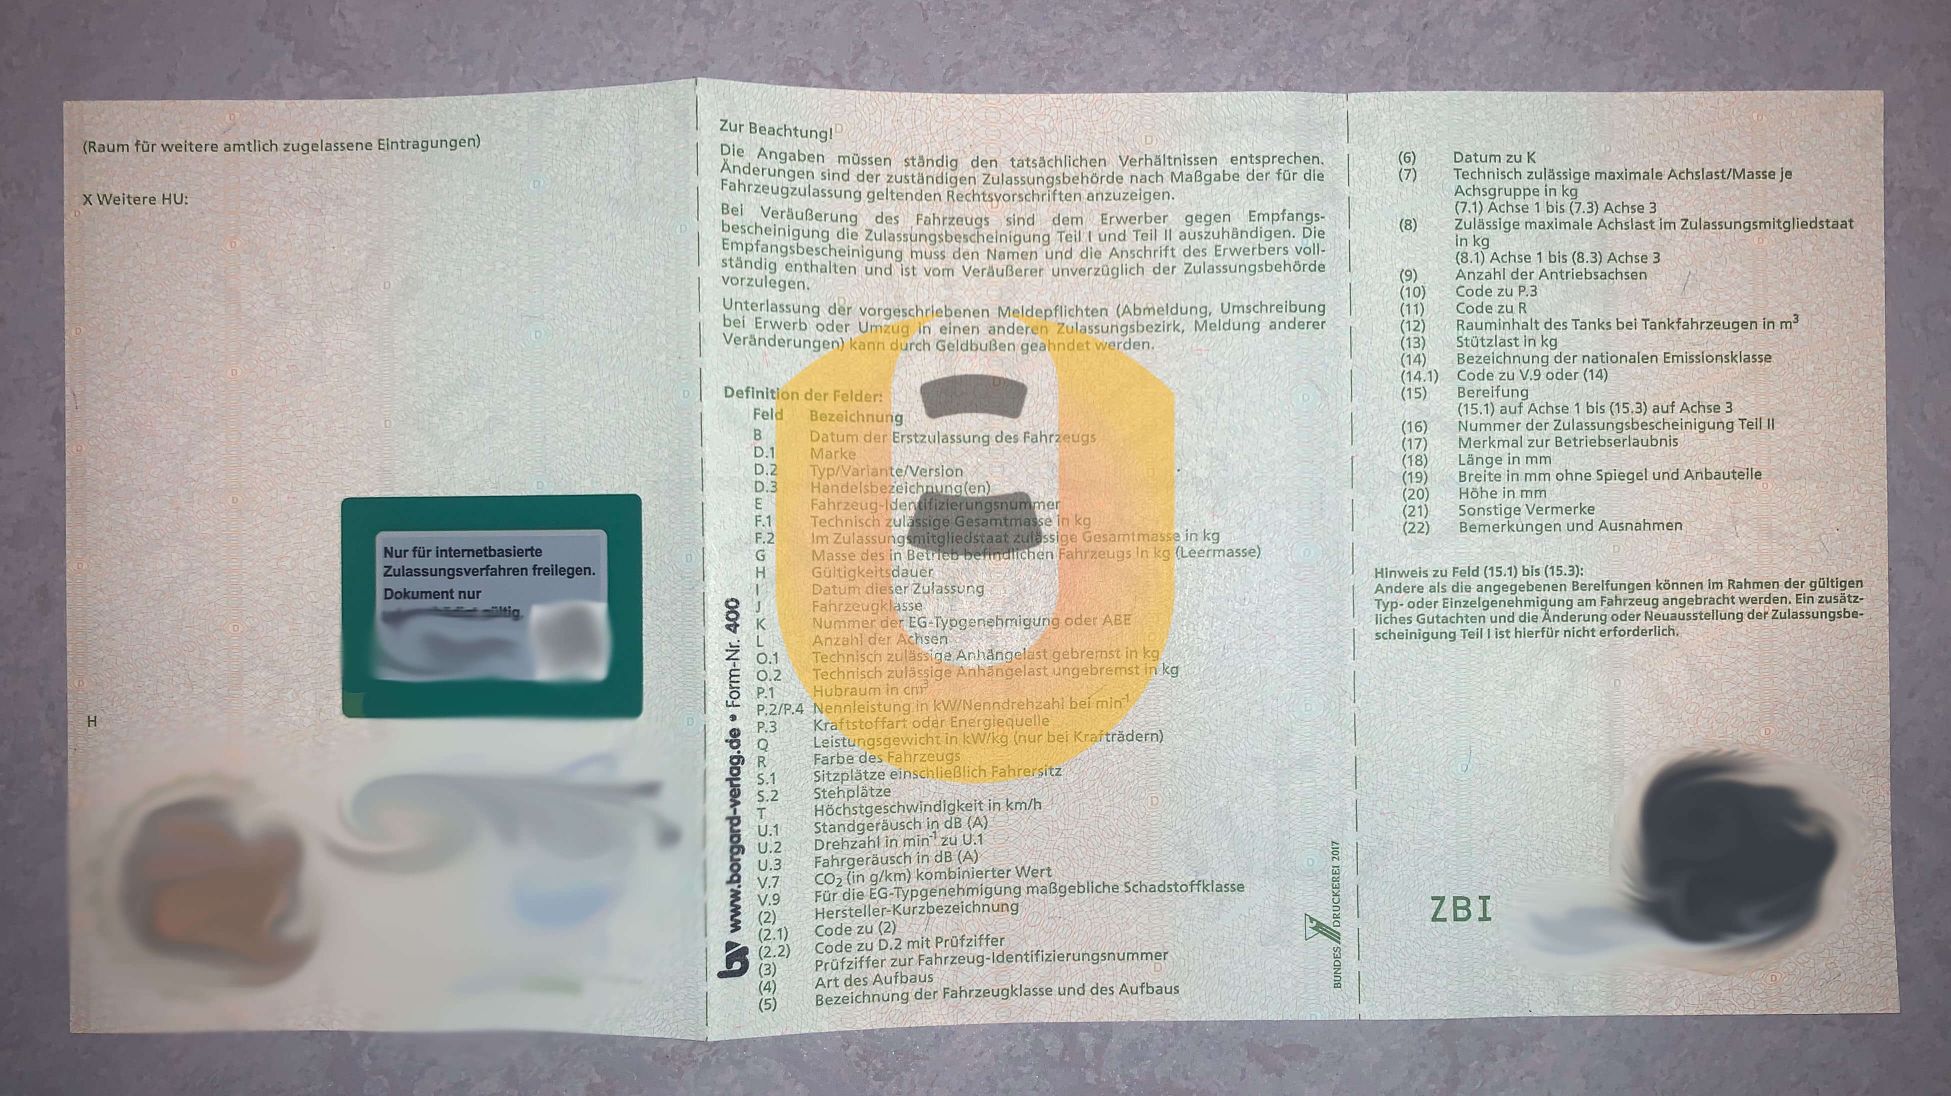 (Raum für weitere amtlich zugelassene Eintragungen)
X Weitere HU:
Nur für internetbasierte
Zulassungsverfahren freilegen.
Dokument nur
gültig.
H
Zur Beachtung!
Die Angaben müssen ständig den tatsächlichen Verhältnissen entsprechen.
Änderungen sind der zuständigen Zulassungsbehörde nach Maßgabe der für die
Fahrzeugzulassung geltenden Rechtsvorschriften anzuzeigen.
Bei Veräußerung des Fahrzeugs sind dem Erwerber gegen Empfangs-
bescheinigung die Zulassungsbescheinigung Teil I und Teil II auszuhändigen. Die
Empfangsbescheinigung muss den Namen und die Anschrift des Erwerbers voll-
ständig enthalten und ist vom Veräußerer unverzüglich der Zulassungsbehörde
vorzulegen.
Unterlassung der vorgeschriebenen Meldepflichten (Abmeldung, Umschreibung
bei Erwerb oder Umzug in einen anderen Zulassungsbezirk, Meldung anderer
Veränderungen) kann durch Geldbußen geahndet werden.
Definition der Felder:
Feld Bezeichnung
B Datum der Erstzulassung des Fahrzeugs
D.1 Marke
D.2 Typ/Variante/Version
D.3 Handelsbezeichnung(en)
E Fahrzeug-Identifizierungsnummer
F.1 Technisch zulässige Gesamtmasse in kg
F.2 Im Zulassungsmitgliedstaat zulässige Gesamtmasse in kg
G Masse des in Betrieb befindlichen Fahrzeugs in kg (Leermasse)
H Gültigkeitsdauer
I Datum dieser Zulassung
J Fahrzeugklasse
K Nummer der EG-Typgenehmigung oder ABE
L Anzahl der Achsen
O.1 Technisch zulässige Anhängelast gebremst in kg
O.2 Technisch zulässige Anhängelast ungebremst in kg
P.1 Hubraum in cm³
P.2/P.4 Nennleistung in kW/Nenndrehzahl bei min⁻¹
P.3 Kraftstoffart oder Energiequelle
Q Leistungsgewicht in kW/kg (nur bei Krafträdern)
R Farbe des Fahrzeugs
S.1 Sitzplätze einschließlich Fahrersitz
S.2 Stehplätze
T Höchstgeschwindigkeit in km/h
U.1 Standgeräusch in dB (A)
U.2 Drehzahl in min⁻¹ zu U.1
U.3 Fahrgeräusch in dB (A)
V.7 CO₂ (in g/km) kombinierter Wert
V.9 Für die EG-Typgenehmigung maßgebliche Schadstoffklasse
(2) Hersteller-Kurzbezeichnung
(2.1) Code zu (2)
(2.2) Code zu D.2 mit Prüfziffer
(3) Prüfziffer zur Fahrzeug-Identifizierungsnummer
(4) Art des Aufbaus
(5) Bezeichnung der Fahrzeugklasse und des Aufbaus
bv www.borgard-verlag.de • Form-Nr. 400
BUNDESDRUCKEREI 2017
(6) Datum zu K
(7) Technisch zulässige maximale Achslast/Masse je
Achsgruppe in kg
(7.1) Achse 1 bis (7.3) Achse 3
(8) Zulässige maximale Achslast im Zulassungsmitgliedstaat
in kg
(8.1) Achse 1 bis (8.3) Achse 3
(9) Anzahl der Antriebsachsen
(10) Code zu P.3
(11) Code zu R
(12) Rauminhalt des Tanks bei Tankfahrzeugen in m³
(13) Stützlast in kg
(14) Bezeichnung der nationalen Emissionsklasse
(14.1) Code zu V.9 oder (14)
(15) Bereifung
(15.1) auf Achse 1 bis (15.3) auf Achse 3
(16) Nummer der Zulassungsbescheinigung Teil II
(17) Merkmal zur Betriebserlaubnis
(18) Länge in mm
(19) Breite in mm ohne Spiegel und Anbauteile
(20) Höhe in mm
(21) Sonstige Vermerke
(22) Bemerkungen und Ausnahmen
Hinweis zu Feld (15.1) bis (15.3):
Andere als die angegebenen Bereifungen können im Rahmen der gültigen
Typ- oder Einzelgenehmigung am Fahrzeug angebracht werden. Ein zusätz-
liches Gutachten und die Änderung oder Neuausstellung der Zulassungsbe-
scheinigung Teil I ist hierfür nicht erforderlich.
ZBI